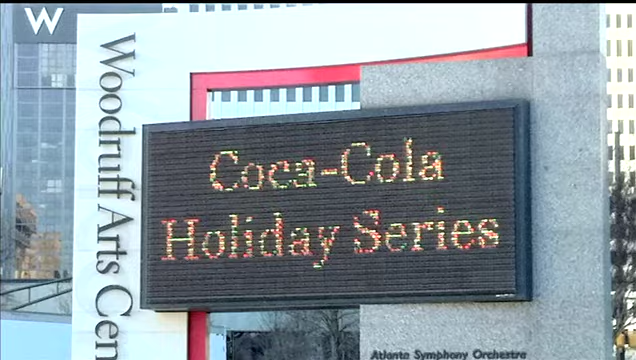 W
Woodruff Arts Cen
Coca-Cola
Holiday Series
Atlanta Symphony Orchestra